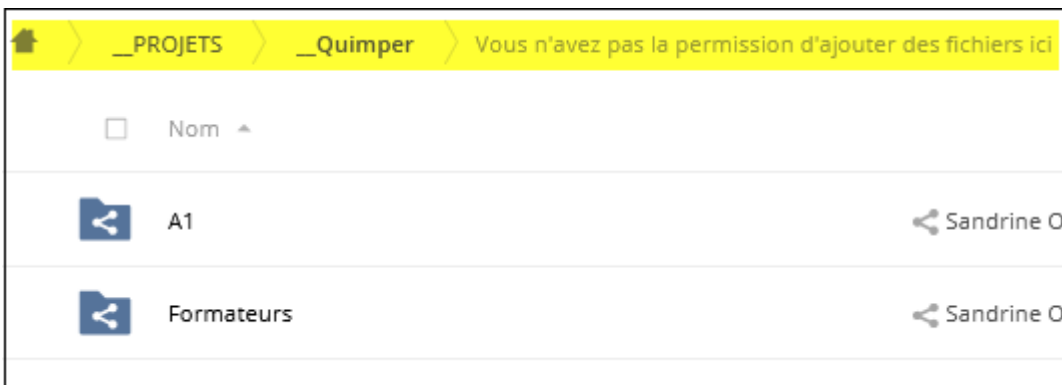 __PROJETS __Quimper Vous n'avez pas la permission d'ajouter des fichiers ici
Nom
A1 Sandrine O
Formateurs Sandrine O